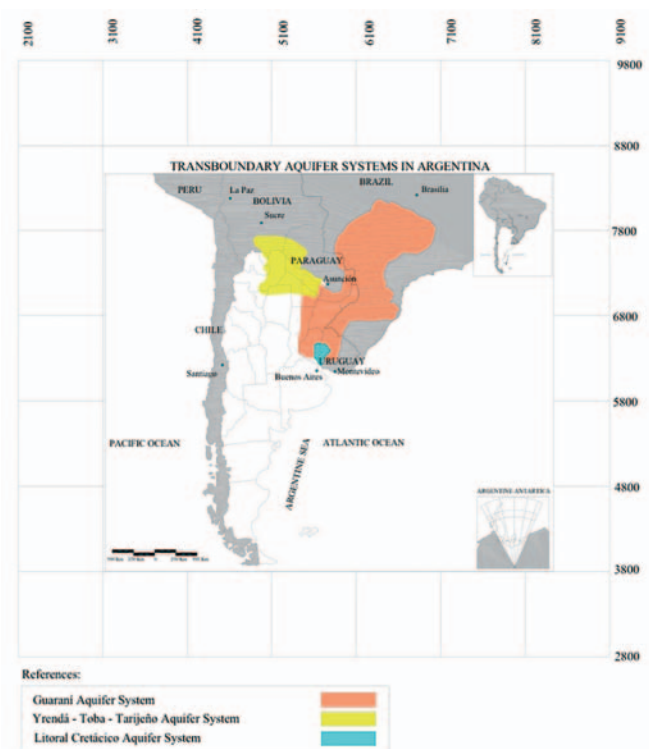 2100 3100 4100 5100 6100 7100 8100 9100
9800
8800
TRANSBOUNDARY AQUIFER SYSTEMS IN ARGENTINA
PERU
La Paz
BRAZIL
Brasilia
BOLIVIA
Sucre
7800
PARAGUAY
Asunción
6800
CHILE
URUGUAY
Santiago
Buenos Aires
Montevideo
5800
PACIFIC OCEAN
ATLANTIC OCEAN
ARGENTINE SEA
4800
ARGENTINE ANTARTICA
3800
2800
References:
Guaraní Aquifer System
Yrendá - Toba - Tarijeño Aquifer System
Litoral Cretácico Aquifer System